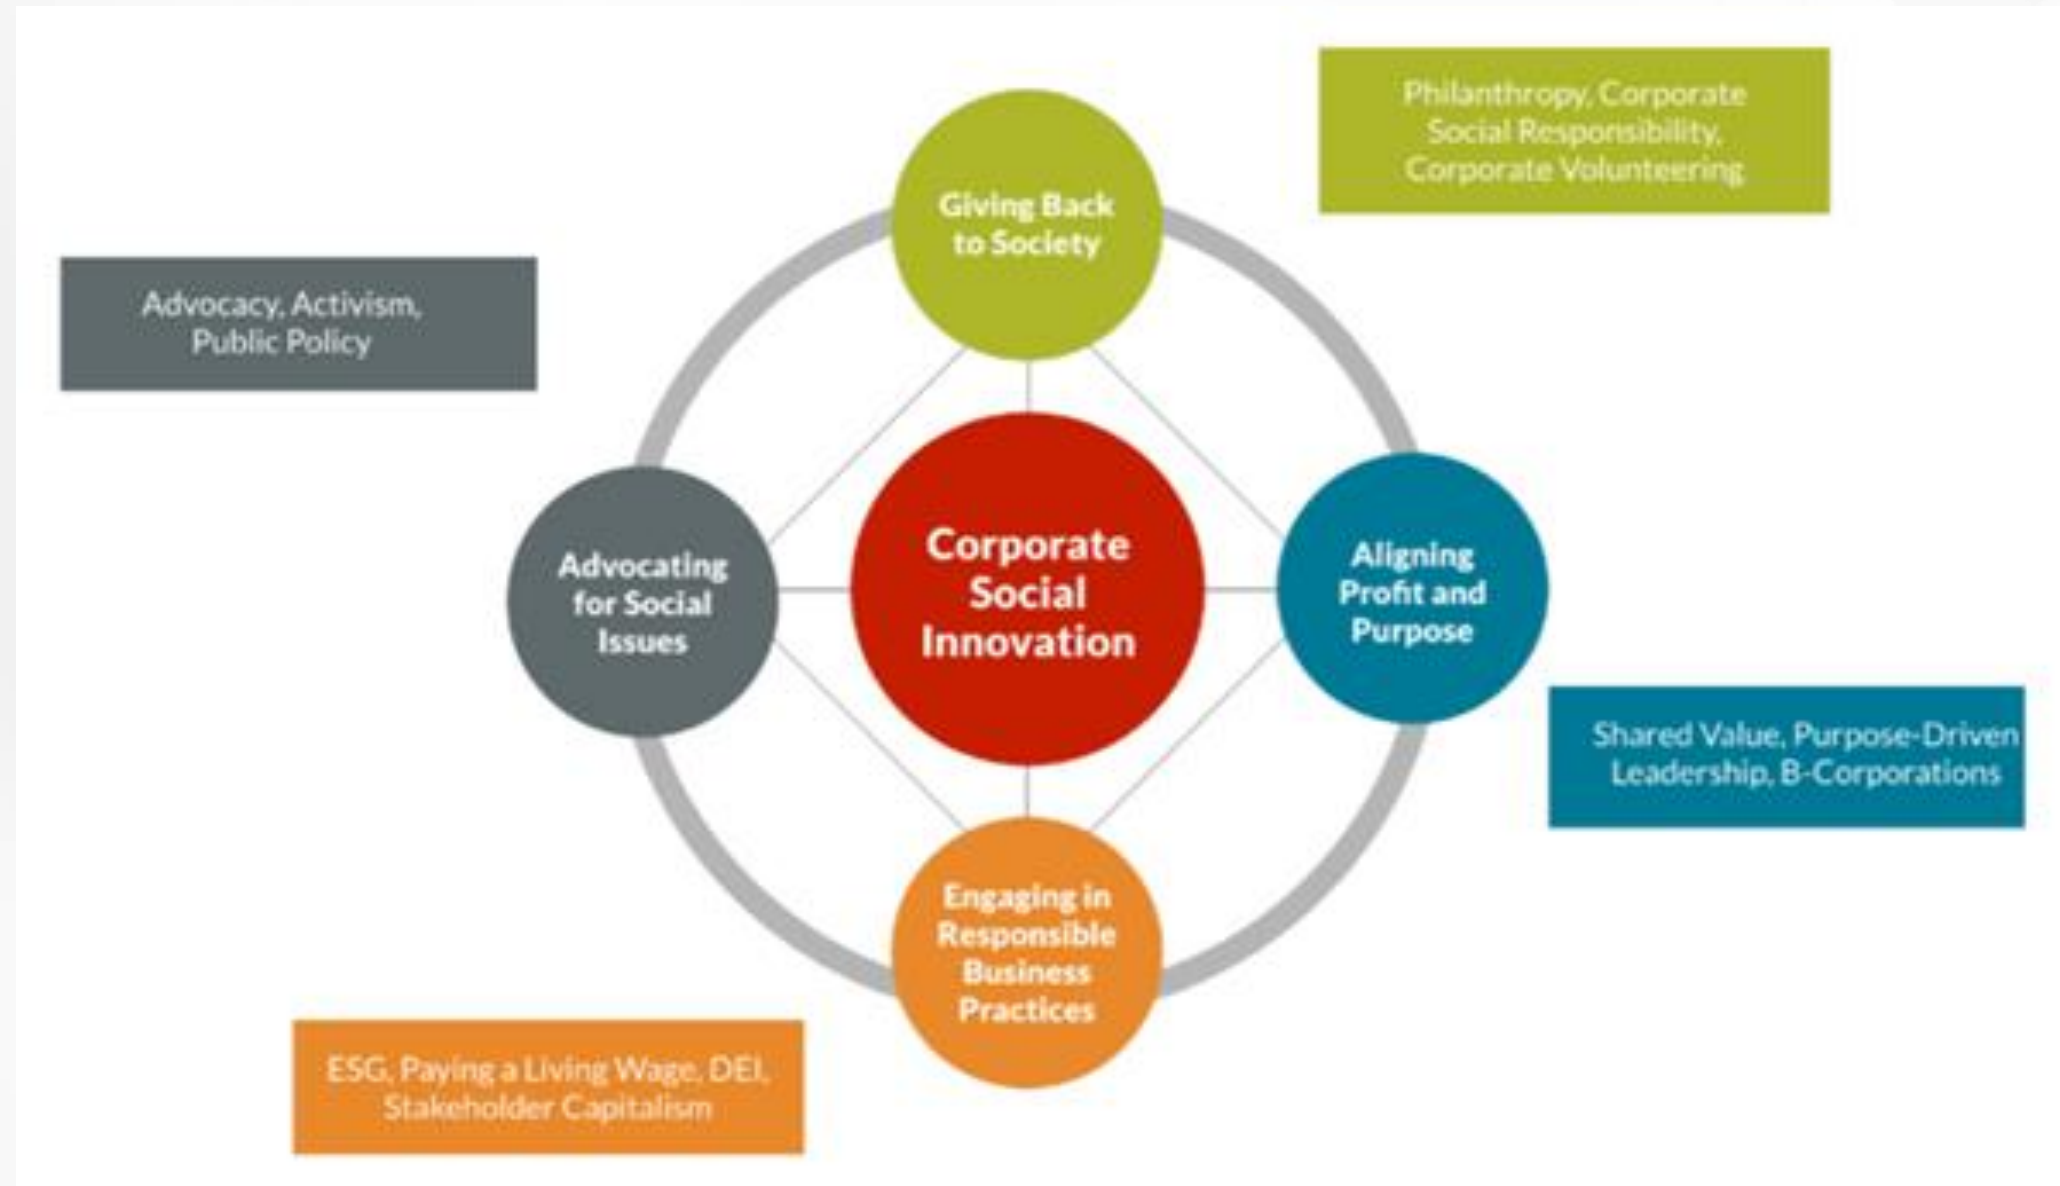 Philanthropy, Corporate
Social Responsibility,
Corporate Volunteering
Giving Back
to Society
Advocacy, Activism,
Public Policy
Advocating
for Social
Issues
Corporate
Social
Innovation
Aligning
Profit and
Purpose
Shared Value, Purpose-Driven
Leadership, B-Corporations
Engaging in
Responsible
Business
Practices
ESG, Paying a Living Wage, DEI,
Stakeholder Capitalism